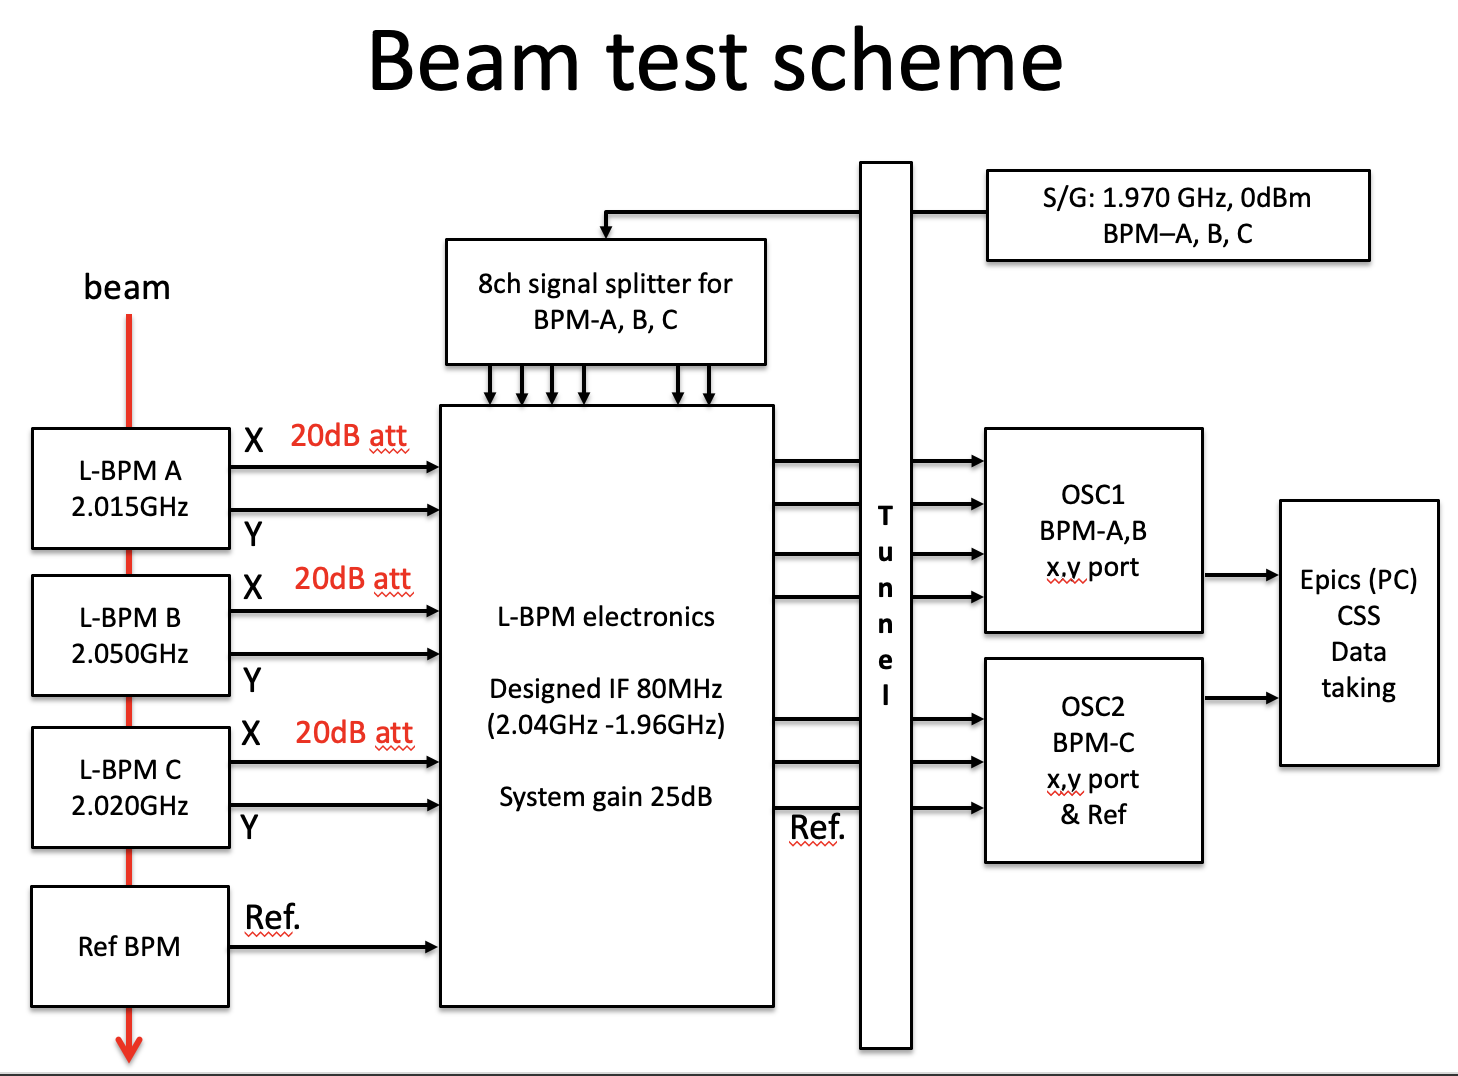 Beam test scheme
S/G: 1.970 GHz, 0dBm
BPM–A, B, C
8ch signal splitter for
BPM-A, B, C
beam
L-BPM A
2.015GHz
X
20dB att
Y
L-BPM B
2.050GHz
X
20dB att
Y
L-BPM C
2.020GHz
X
20dB att
Y
Ref BPM
Ref.
L-BPM electronics
Designed IF 80MHz
(2.04GHz -1.96GHz)
System gain 25dB
Ref.
Tunnel
OSC1
BPM-A,B
x,y port
OSC2
BPM-C
x,y port
& Ref
Epics (PC)
CSS
Data
taking